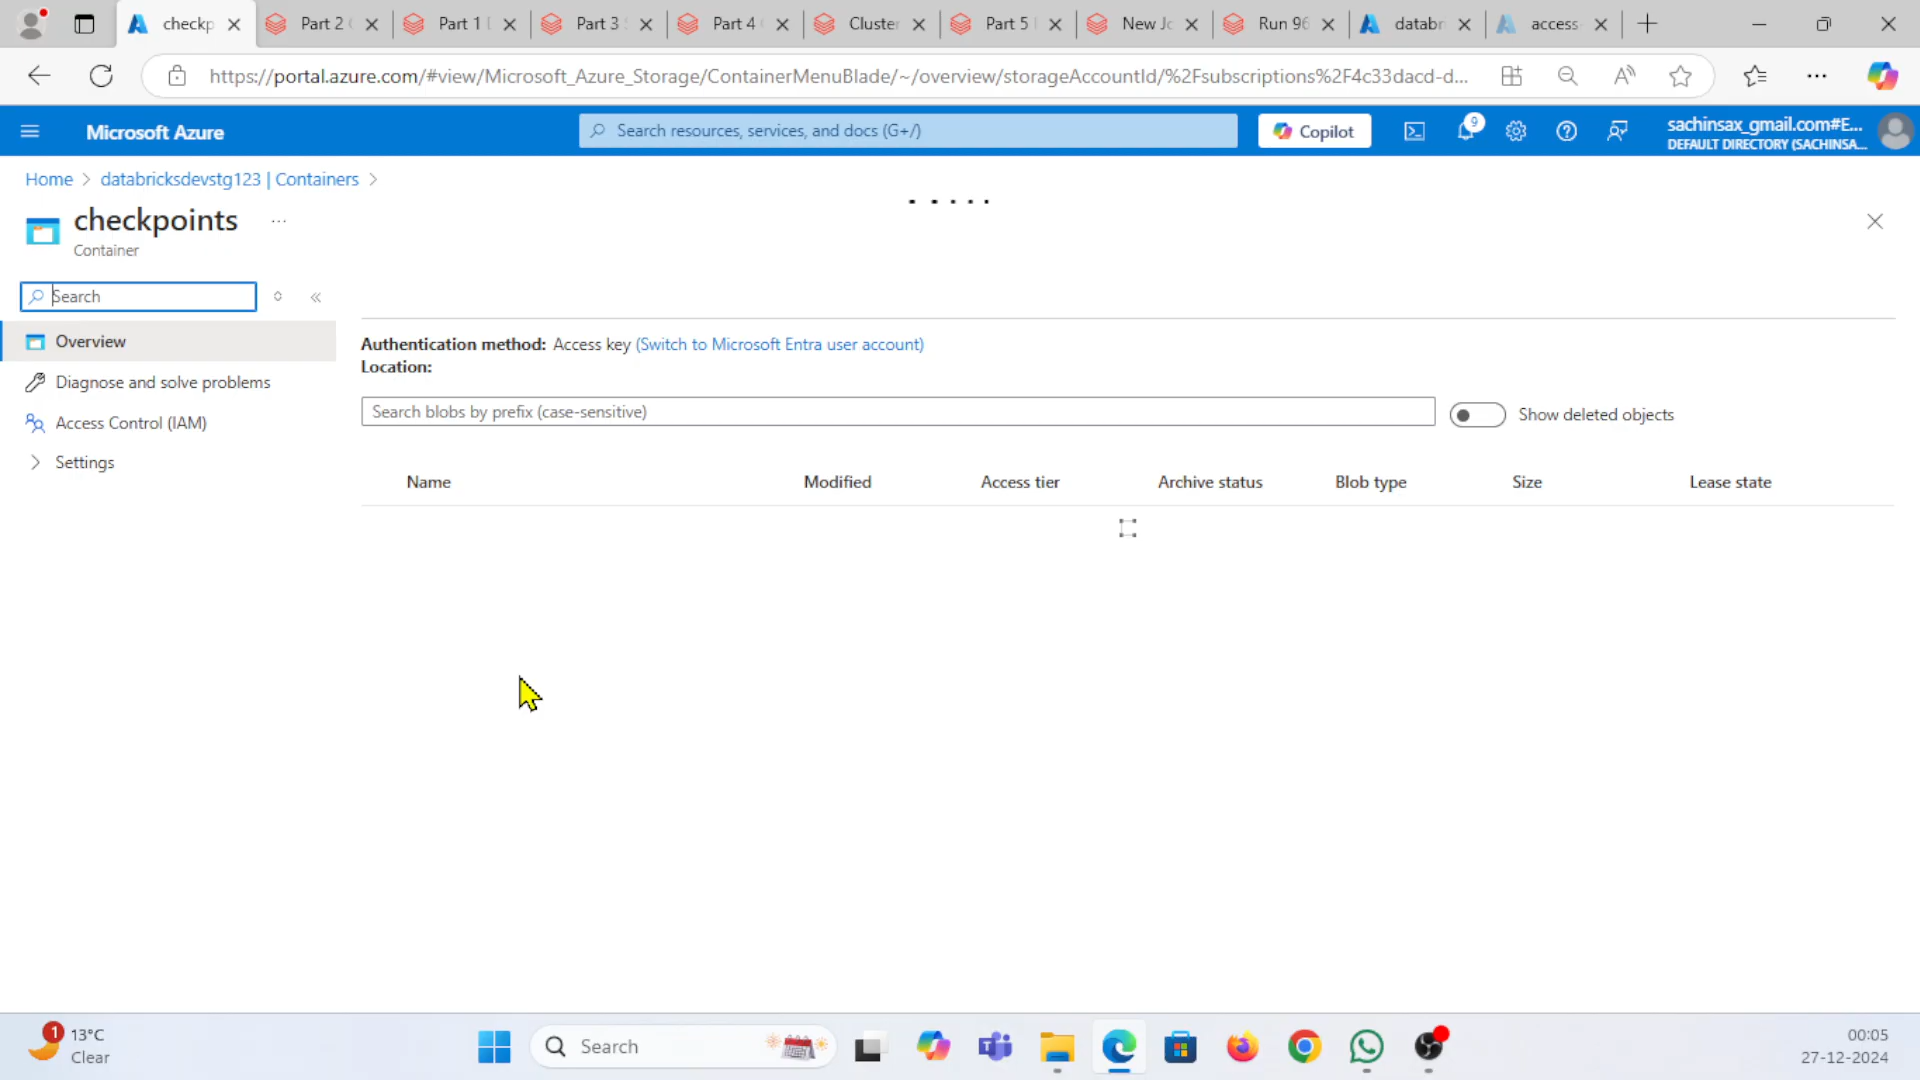 checkp
Part 2
Part 1
Part 3
Part 4
Cluster
Part 5
New Jo
Run 96
databr
access-
https://portal.azure.com/#view/Microsoft_Azure_Storage/ContainerMenuBlade/~/overview/storageAccountId/%2Fsubscriptions%2F4c33dacd-d...
Microsoft Azure
Search resources, services, and docs (G+/)
Copilot
9
sachinsax_gmail.com#E...
DEFAULT DIRECTORY (SACHINSA...
Home > databricksdevstg123 | Containers >
checkpoints
Container
Search
Overview
Diagnose and solve problems
Access Control (IAM)
Settings
Authentication method: Access key (Switch to Microsoft Entra user account)
Location:
Search blobs by prefix (case-sensitive)
Show deleted objects
Name Modified Access tier Archive status Blob type Size Lease state
1
13°C
Clear
Search
00:05
27-12-2024